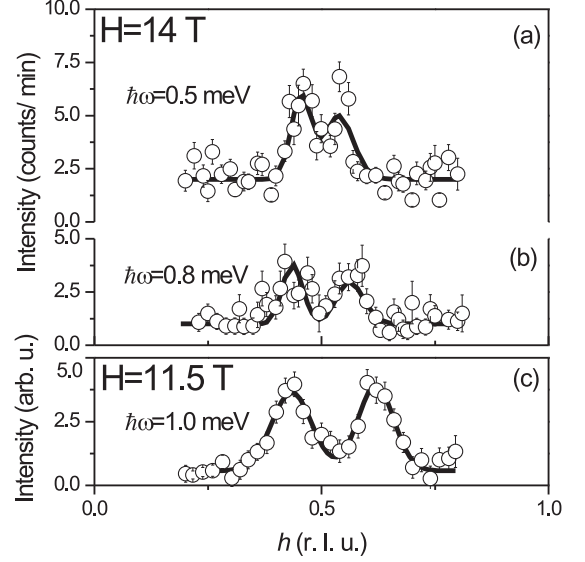 H=14 T
(a)
ħω=0.5 meV
10.0
7.5
5.0
2.5
0.0
Intensity (counts/ min)
(b)
ħω=0.8 meV
5.0
2.5
0.0
H=11.5 T
(c)
ħω=1.0 meV
5.0
2.5
0.0
Intensity (arb. u.)
0.0 0.5 1.0
h (r. l. u.)